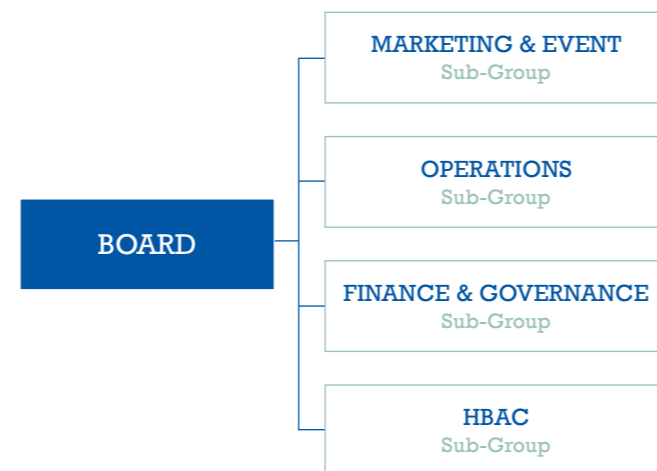 BOARD
MARKETING & EVENT
Sub-Group
OPERATIONS
Sub-Group
FINANCE & GOVERNANCE
Sub-Group
HBAC
Sub-Group